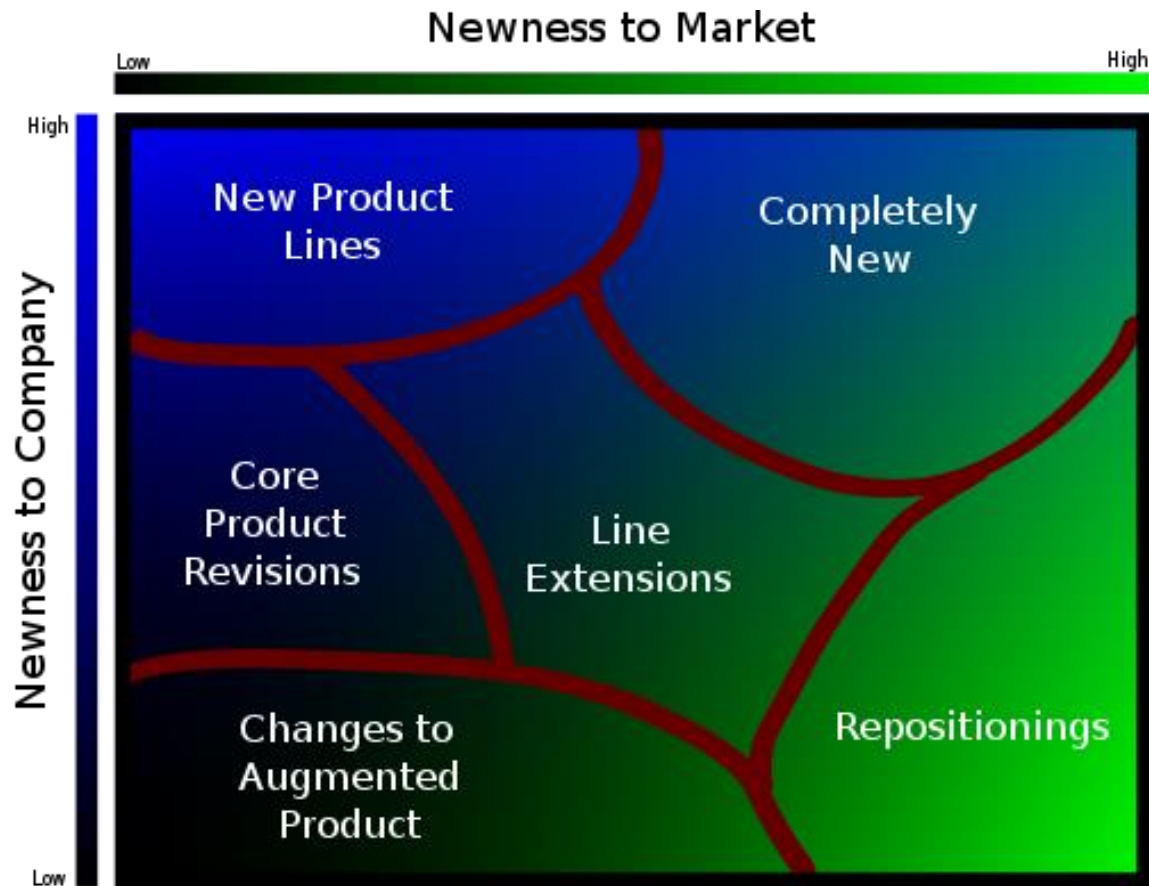 Newness to Market
Low
High
High
Newness to Company
Low
New Product
Lines
Completely
New
Core
Product
Revisions
Line
Extensions
Changes to
Augmented
Product
Repositionings